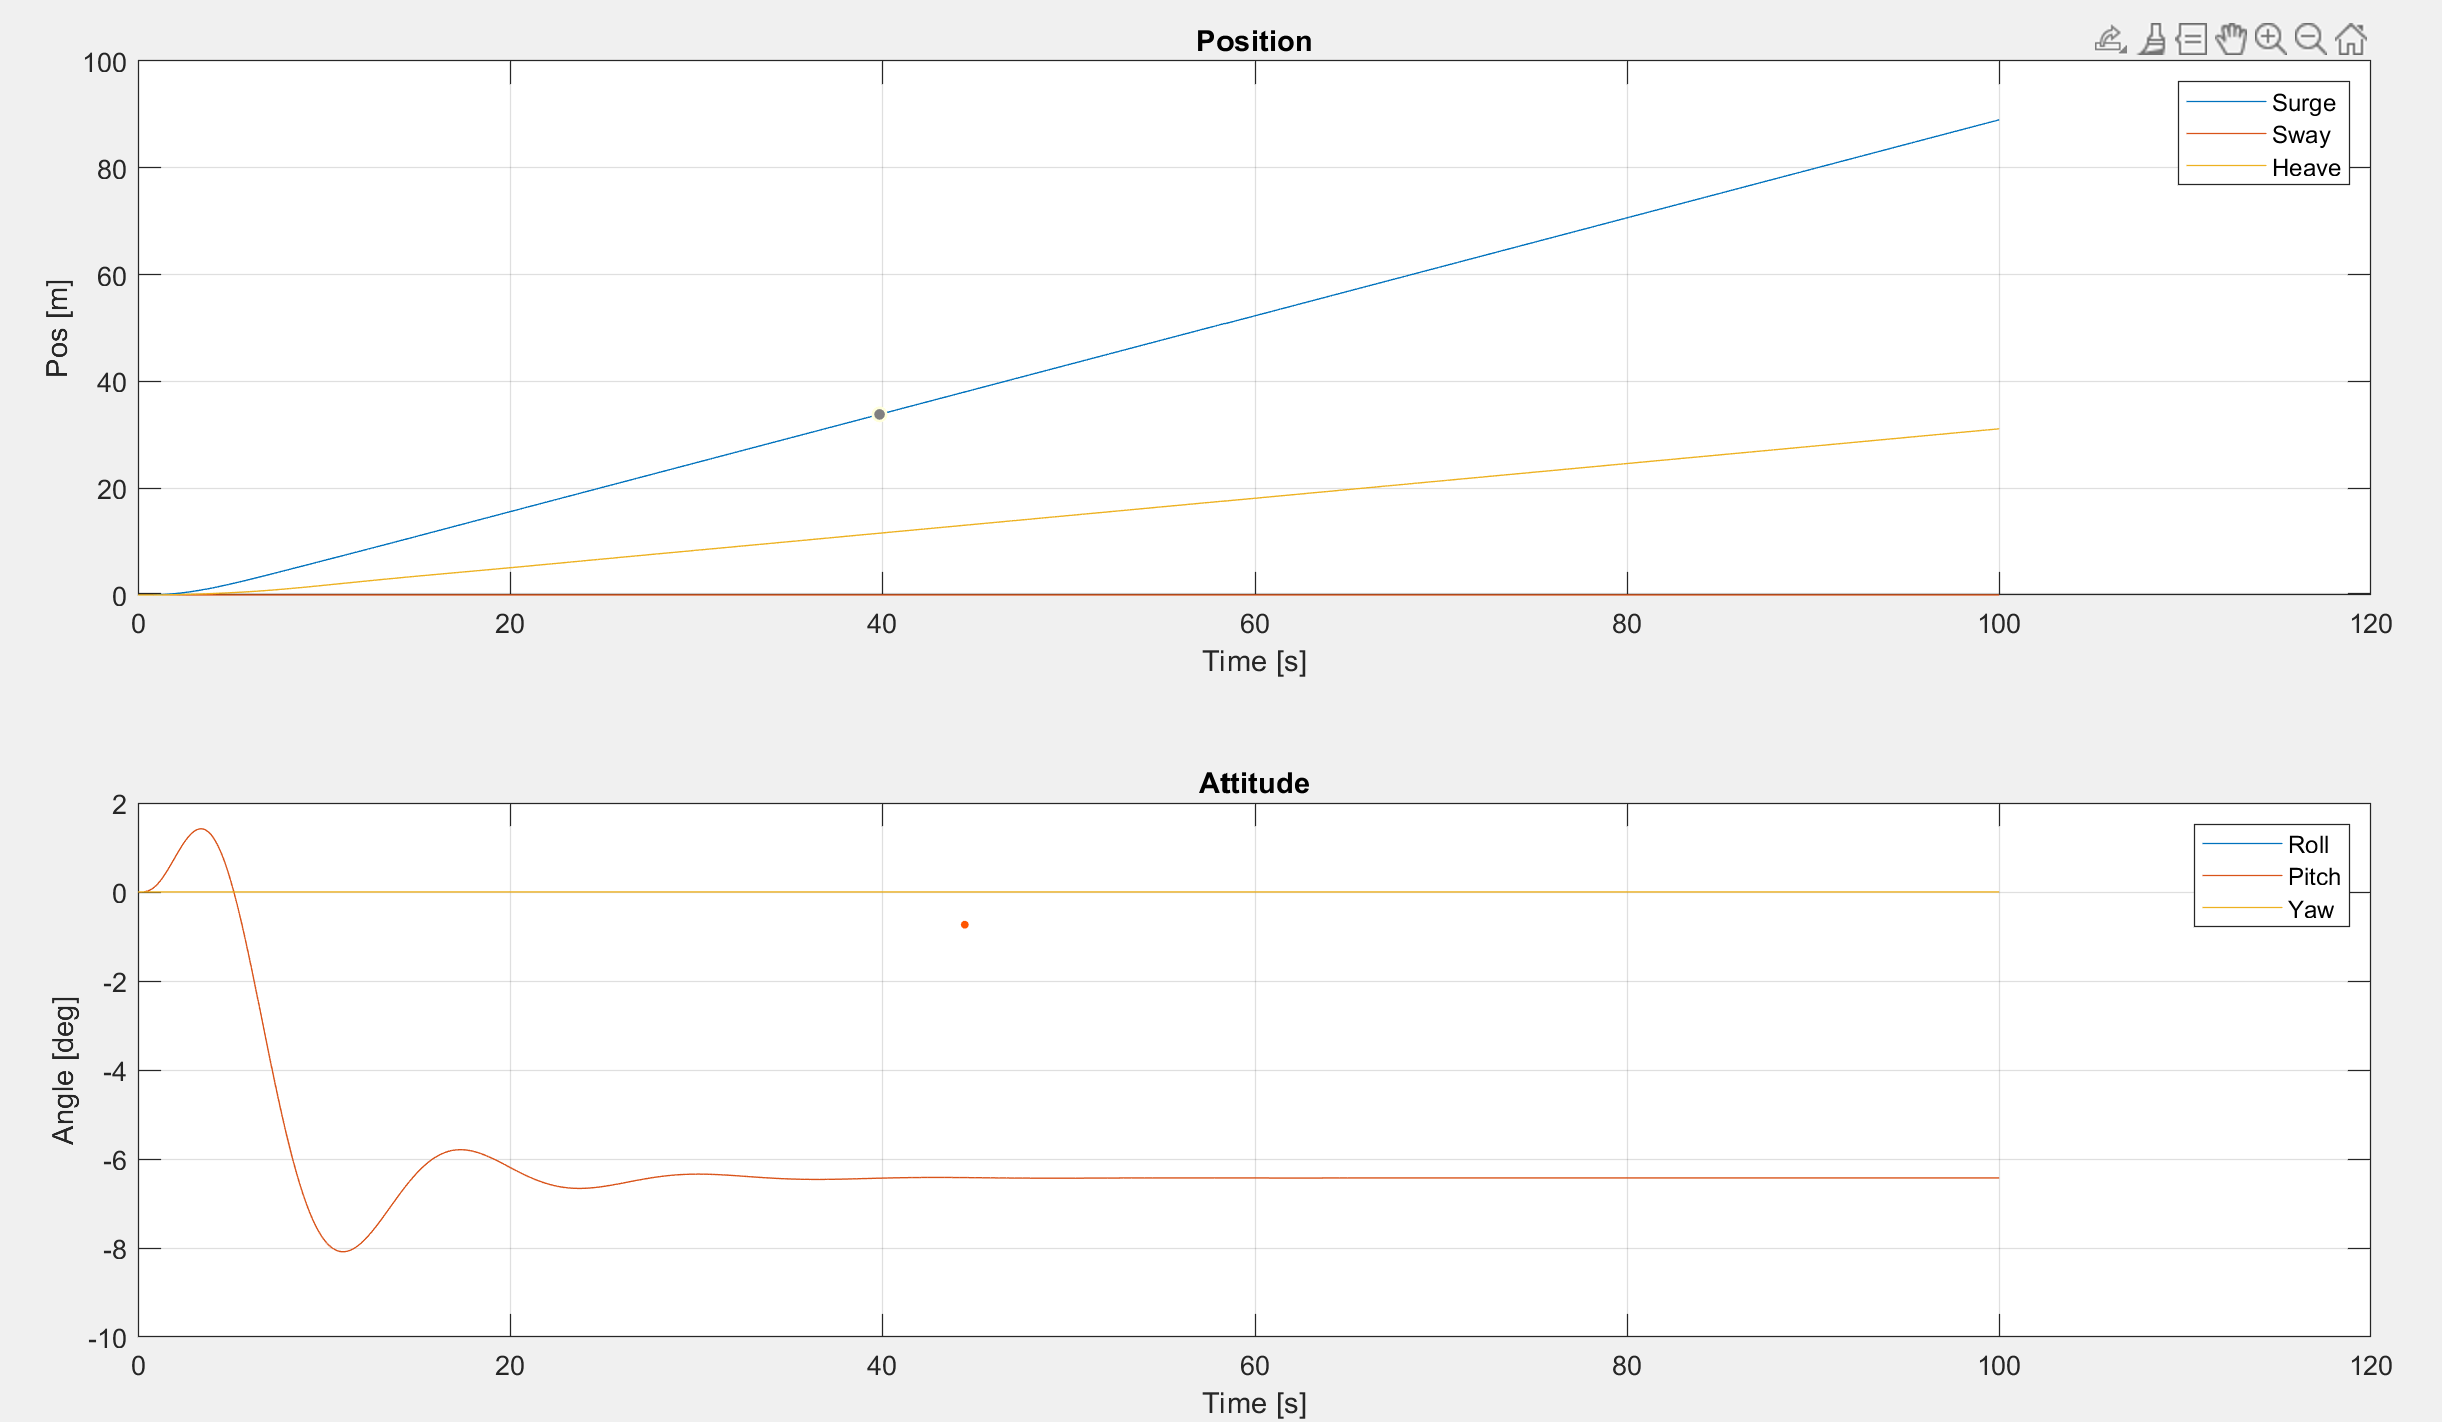 Position
100
80
60
40
20
0
Pos [m]
0 20 40 60 80 100 120
Time [s]
Surge
Sway
Heave
Attitude
2
0
-2
-4
-6
-8
-10
Angle [deg]
0 20 40 60 80 100 120
Time [s]
Roll
Pitch
Yaw